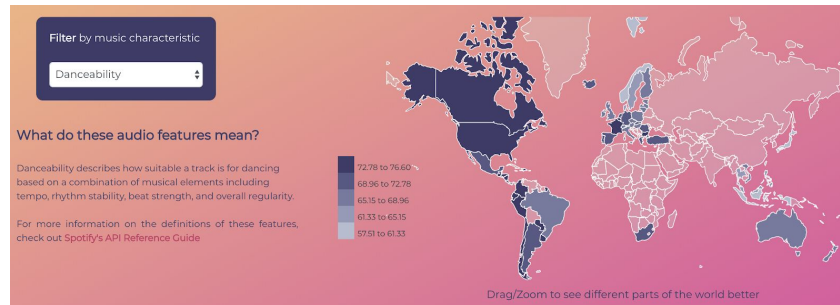 Filter by music characteristic
Danceability
What do these audio features mean?
Danceability describes how suitable a track is for dancing
based on a combination of musical elements including
tempo, rhythm stability, beat strength, and overall regularity.
For more information on the definitions of these features,
check out Spotify's API Reference Guide
72.78 to 76.60
68.96 to 72.78
65.15 to 68.96
61.33 to 65.15
57.51 to 61.33
Drag/Zoom to see different parts of the world better